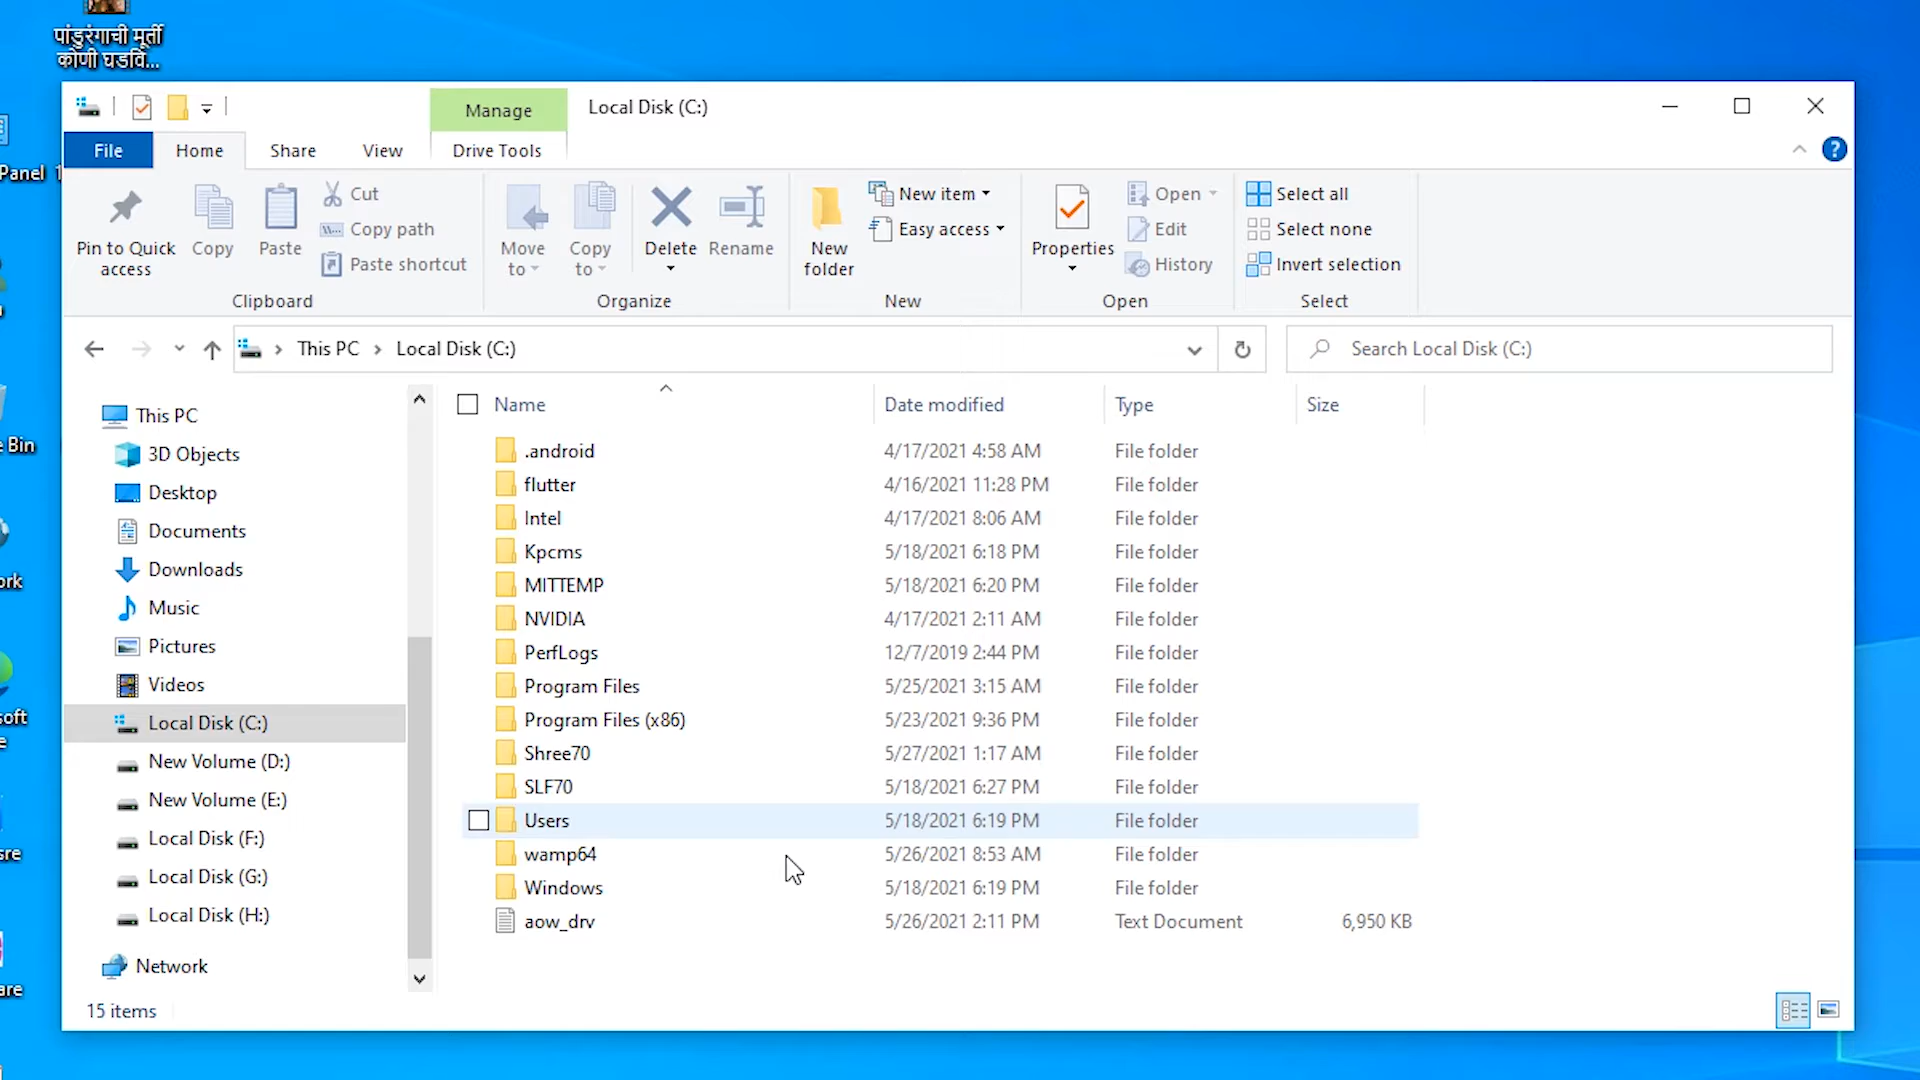 पांडुरंगाची मूर्ती
कोणी घडवि...
Manage
Local Disk (C:)
File
Home
Share
View
Drive Tools
Panel
Pin to Quick access
Copy
Paste
Cut
Copy path
Paste shortcut
Clipboard
Move to
Copy to
Delete
Rename
Organize
New folder
New item
Easy access
New
Properties
Open
Edit
History
Open
Select all
Select none
Invert selection
Select
This PC
Local Disk (C:)
Search Local Disk (C:)
This PC
3D Objects
Desktop
Documents
Downloads
Music
Pictures
Videos
Local Disk (C:)
New Volume (D:)
New Volume (E:)
Local Disk (F:)
Local Disk (G:)
Local Disk (H:)
Network
Name Date modified Type Size
.android 4/17/2021 4:58 AM File folder
flutter 4/16/2021 11:28 PM File folder
Intel 4/17/2021 8:06 AM File folder
Kpcms 5/18/2021 6:18 PM File folder
MITTEMP 5/18/2021 6:20 PM File folder
NVIDIA 4/17/2021 2:11 AM File folder
PerfLogs 12/7/2019 2:44 PM File folder
Program Files 5/25/2021 3:15 AM File folder
Program Files (x86) 5/23/2021 9:36 PM File folder
Shree70 5/27/2021 1:17 AM File folder
SLF70 5/18/2021 6:27 PM File folder
Users 5/18/2021 6:19 PM File folder
wamp64 5/26/2021 8:53 AM File folder
Windows 5/18/2021 6:19 PM File folder
aow_drv 5/26/2021 2:11 PM Text Document 6,950 KB
15 items
Bin